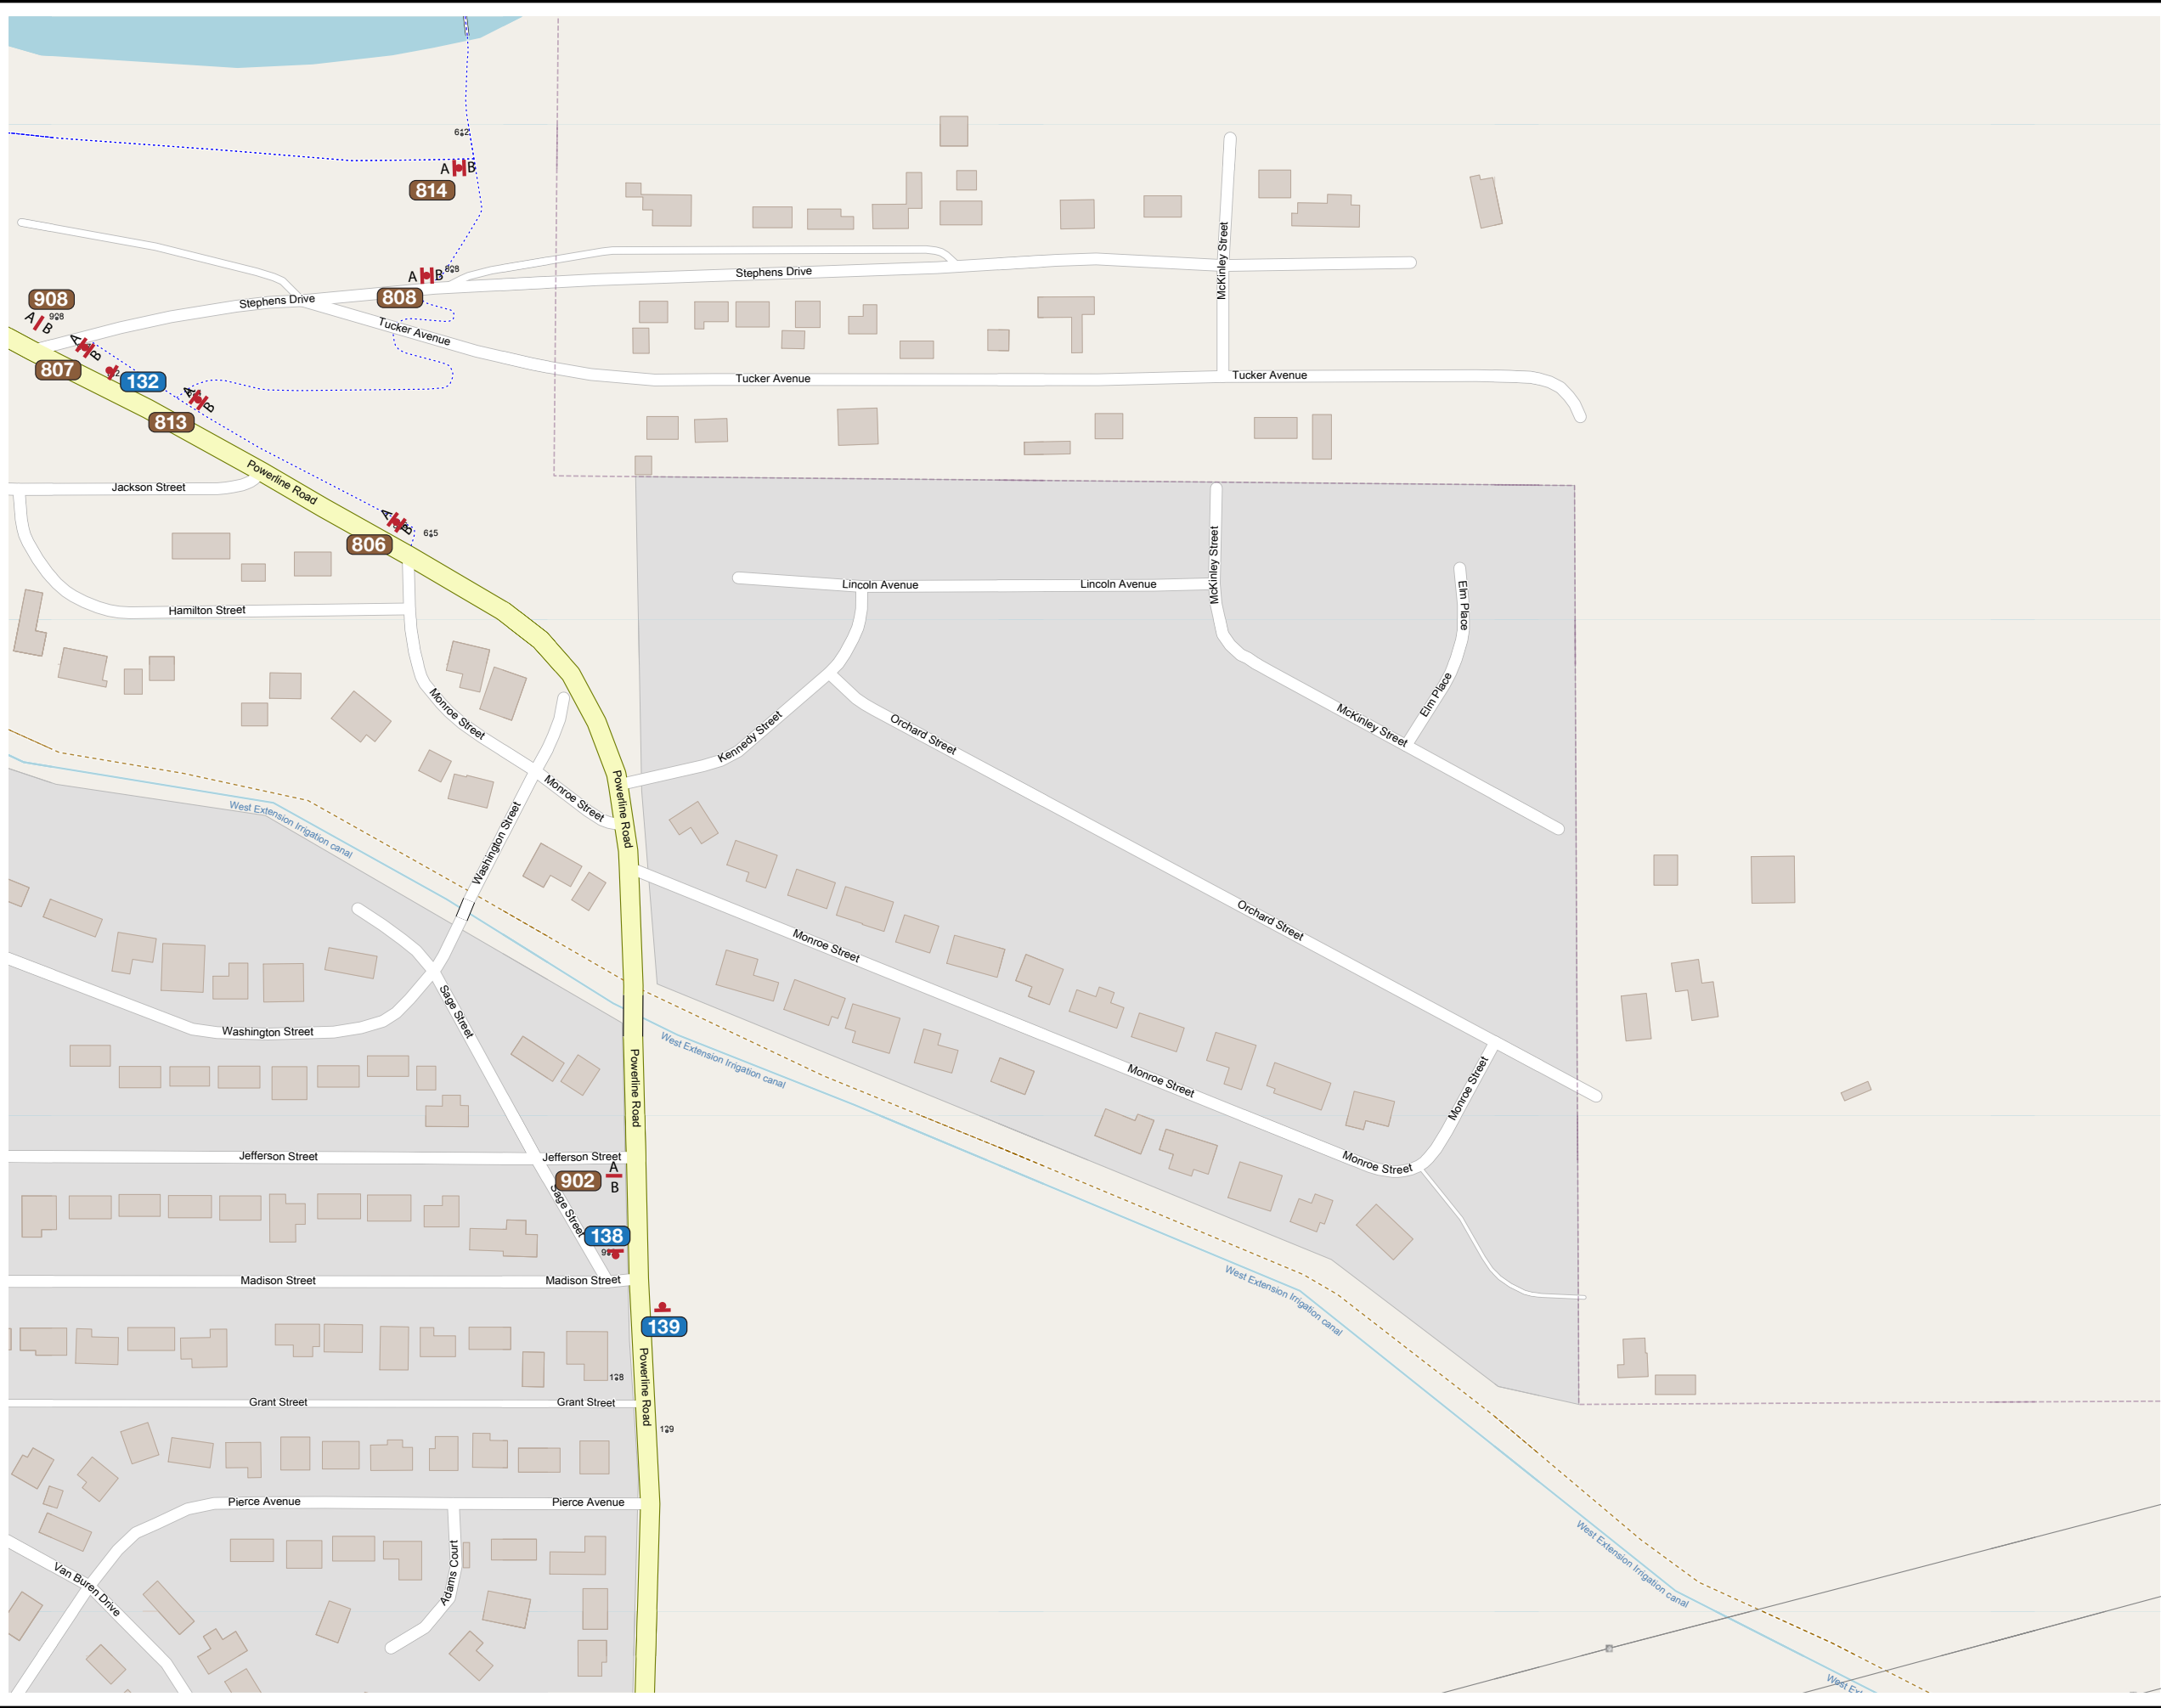 612
A B
814
McKinley Street
A B 808
Stephens Drive
808
Stephens Drive
908
A B 908
Tucker Avenue
A B
807
132
Tucker Avenue
Tucker Avenue
A B
813
Powerline Road
Jackson Street
A B
615
806
McKinley Street
Lincoln Avenue
Lincoln Avenue
Elm Place
Hamilton Street
Elm Place
Monroe Street
McKinley Street
Kennedy Street
Orchard Street
Monroe Street
Powerline Road
West Extension Irrigation canal
Washington Street
Orchard Street
Monroe Street
Sage Street
Washington Street
West Extension Irrigation canal
Powerline Road
Monroe Street
Monroe Street
Jefferson Street
Jefferson Street
Monroe Street
902
A
B
Sage Street
138
Madison Street
Madison Street
West Extension Irrigation canal
139
Powerline Road
128
Grant Street
Grant Street
129
Pierce Avenue
Pierce Avenue
West Extension Irrigation canal
Adams Court
Van Buren Drive